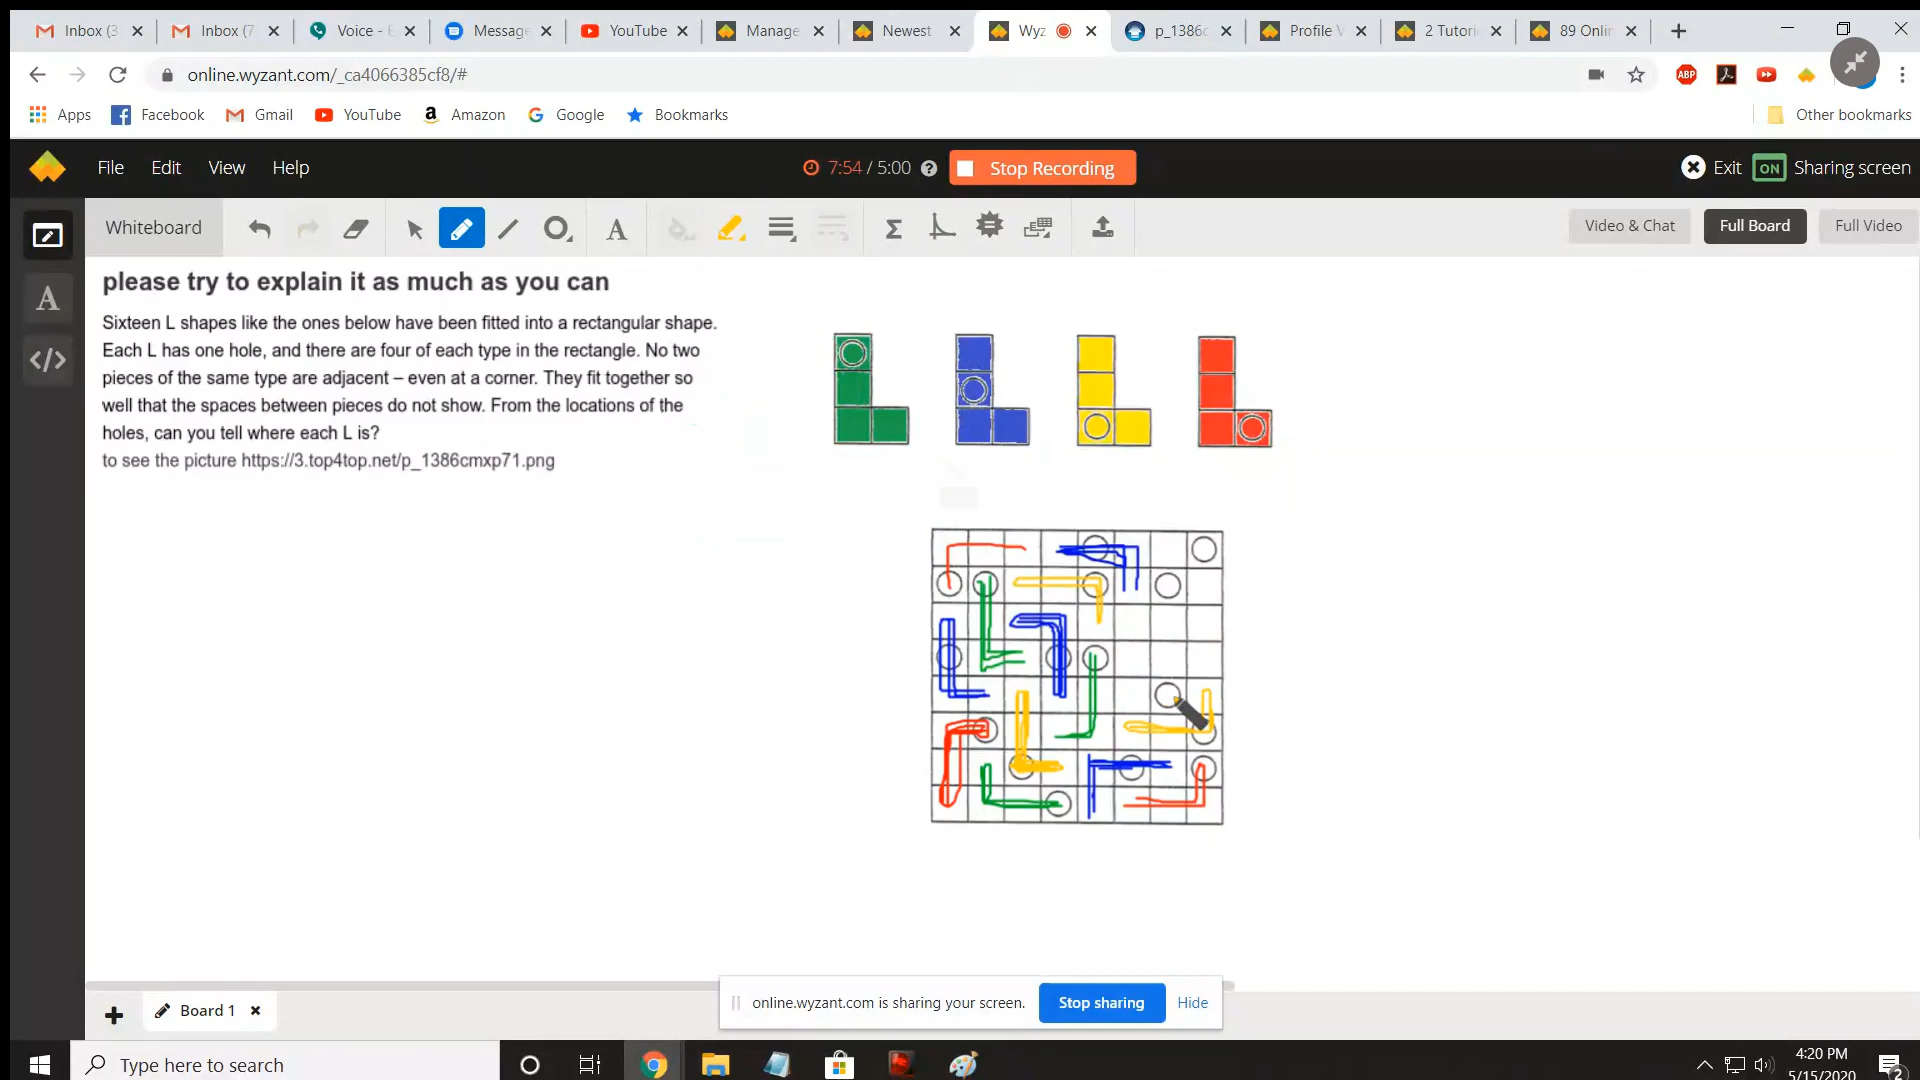 Inbox (3
Inbox (7
Voice -
Message
YouTube
Manage
Newest
Wyz
p_1386c
Profile V
2 Tutori
89 Onlin
online.wyzant.com/_ca4066385cf8/#
ABP
Apps
Facebook
Gmail
YouTube
Amazon
Google
Bookmarks
Other bookmarks
File
Edit
View
Help
7:54 / 5:00
Stop Recording
Exit
ON
Sharing screen
Whiteboard
Video & Chat
Full Board
Full Video
please try to explain it as much as you can
Sixteen L shapes like the ones below have been fitted into a rectangular shape.
Each L has one hole, and there are four of each type in the rectangle. No two
pieces of the same type are adjacent – even at a corner. They fit together so
well that the spaces between pieces do not show. From the locations of the
holes, can you tell where each L is?
to see the picture https://3.top4top.net/p_1386cmxp71.png
online.wyzant.com is sharing your screen.
Stop sharing
Hide
Board 1
Type here to search
4:20 PM
5/15/2020
2